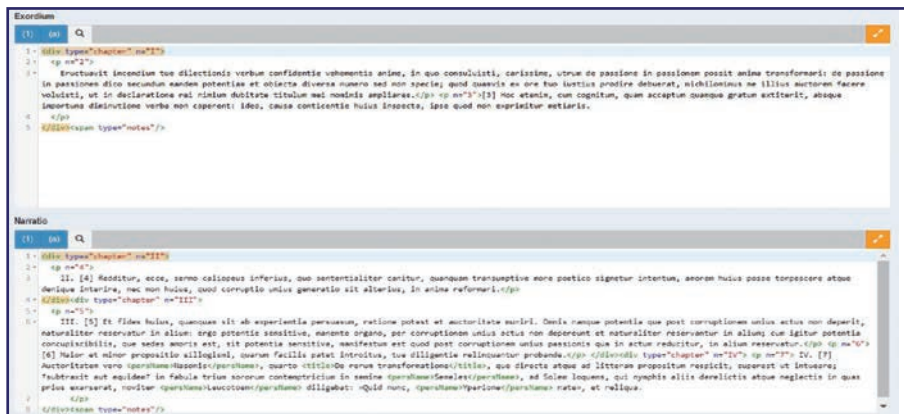 Exordium
(1) (a)
1 <div type="chapter" n="I">
2 <p n="2">
3 Eructuavit incendium tue dilectionis verbum confidentie vehementis anime, in quo consuluisti, carissime, utrum de passione in passionem possit anima transformari: de passione
in passionem dico secundum eandem potentiam et obiecta diversa numero sed non specie; quod quamvis ex ore tuo iustius prodire debuerat, nichilominus me illius auctorem facere
voluisti, ut in declaratione rei nimium dubitate titulum mei nominis ampliares.</p> <p n="3">[3] Hoc etenim, cum cognitum, quam acceptum quamque gratum extiterit, absque
importuna diminutione verba non caperent: ideo, causa conticentie huius inspecta, ipse quod non exprimitur metiaris.
4 </p>
5 </div><span type="notes"/>
Narratio
(1) (a)
1 <div type="chapter" n="II">
2 <p n="4">
3 II. [4] Redditur, ecce, sermo caliopeus inferius, quo sententialiter canitur, quanquam transumptive more poetico signetur intentum, amorem huius posse torpescere atque
denique interire, nec non huius, quod corruptio unius generatio sit alterius, in anima reformari.</p>
4 </div><div type="chapter" n="III">
5 <p n="5">
6 III. [5] Et fides huius, quanquam sit ab experientia persuasum, ratione potest et auctoritate muniri. Omnis namque potentia que post corruptionem unius actus non deperit,
naturaliter reservatur in alium: ergo potentie sensitive, manente organo, per corruptionem unius actus non depereunt et naturaliter reservantur in alium; cum igitur potentia
concupiscibilis, que sedes amoris est, sit potentia sensitiva, manifestum est quod post corruptionem unius passionis qua in actum reducitur, in alium reservatur.</p> <p n="6">
[6] Maior et minor propositio sillogismi, quarum facilis patet introitus, tue diligentie relinquantur probande.</p> </div><div type="chapter" n="IV"> <p n="7"> IV. [7]
Auctoritatem vero <persName>Nasonis</persName>, quarto <title>De rerum transformatione</title>, que directe atque ad litteram propositum respicit, superest ut intueare;
?subtraxit aut equidem? in fabula trium sororum contemptricium in semine <persName>Semeles</persName>, ad Solem loquens, qui nymphis aliis derelictis atque neglectis in quas
prius exarserat, noviter <persName>Leucotoen</persName> diligebat: «Quid nunc, <persName>Yperione</persName> nate», et reliqua.
7 </p>
8 </div><span type="notes"/>